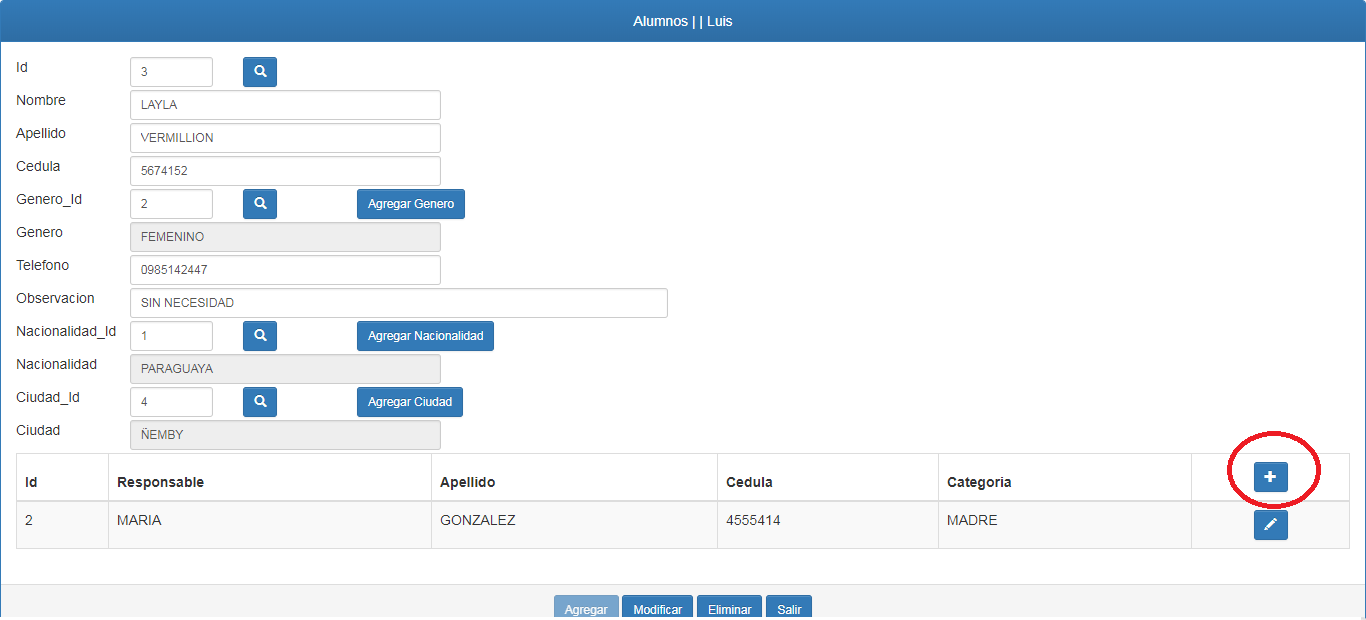 Alumnos | | Luis
Id 3
Nombre LAYLA
Apellido VERMILLION
Cedula 5674152
Genero_Id 2 Agregar Genero
Genero FEMENINO
Telefono 0985142447
Observacion SIN NECESIDAD
Nacionalidad_Id 1 Agregar Nacionalidad
Nacionalidad PARAGUAYA
Ciudad_Id 4 Agregar Ciudad
Ciudad ÑEMBY
Id Responsable Apellido Cedula Categoria
2 MARIA GONZALEZ 4555414 MADRE
Agregar Modificar Eliminar Salir